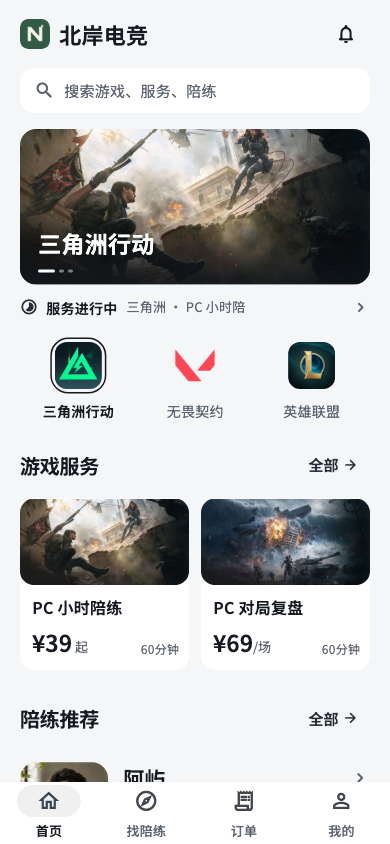 N 北岸电竞
搜索游戏、服务、陪练
三角洲行动
服务进行中 三角洲 · PC 小时陪
三角洲行动 无畏契约 英雄联盟
游戏服务 全部 →
PC 小时陪练 PC 对局复盘
¥39 起 60分钟 ¥69/场 60分钟
陪练推荐 全部 →
阿屿
首页 找陪练 订单 我的